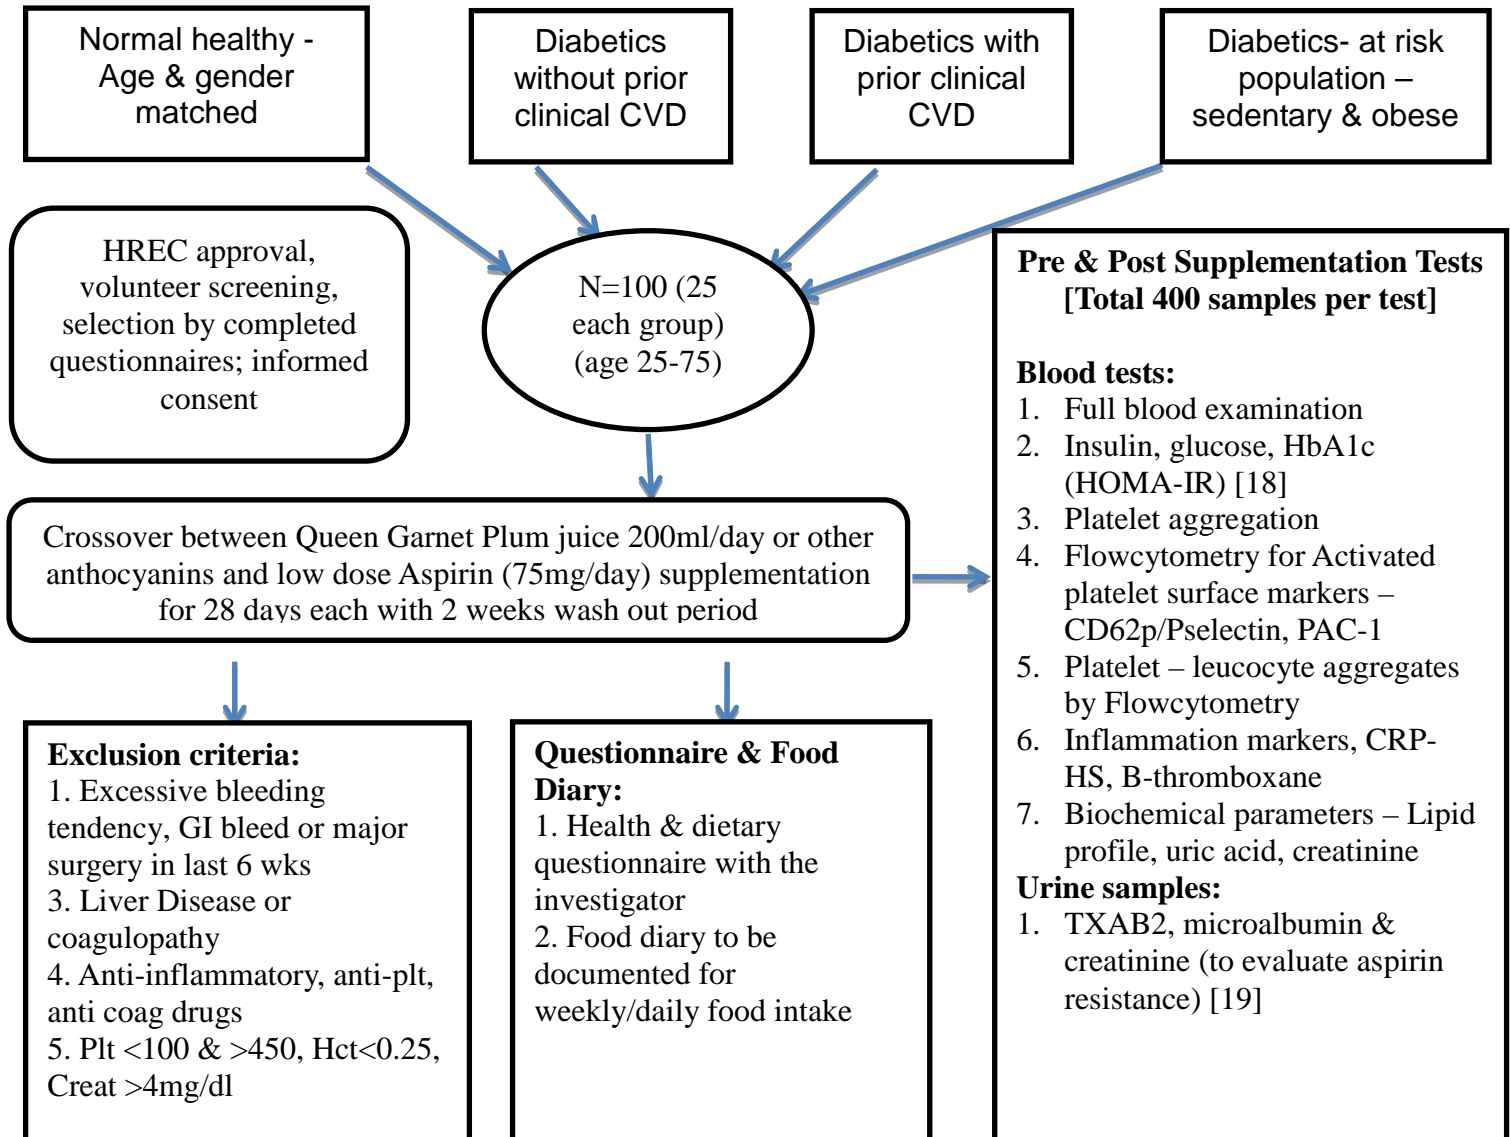 Normal healthy -
Age & gender
matched
Diabetics
without prior
clinical CVD
Diabetics with
prior clinical
CVD
Diabetics- at risk
population –
sedentary & obese
HREC approval,
volunteer screening,
selection by completed
questionnaires; informed
consent
N=100 (25
each group)
(age 25-75)
Crossover between Queen Garnet Plum juice 200ml/day or other
anthocyanins and low dose Aspirin (75mg/day) supplementation
for 28 days each with 2 weeks wash out period
Pre & Post Supplementation Tests
[Total 400 samples per test]
Blood tests:
1. Full blood examination
2. Insulin, glucose, HbA1c
(HOMA-IR) [18]
3. Platelet aggregation
4. Flowcytometry for Activated
platelet surface markers –
CD62p/Pselectin, PAC-1
5. Platelet – leucocyte aggregates
by Flowcytometry
6. Inflammation markers, CRP-
HS, B-thromboxane
7. Biochemical parameters – Lipid
profile, uric acid, creatinine
Urine samples:
1. TXAB2, microalbumin &
creatinine (to evaluate aspirin
resistance) [19]
Exclusion criteria:
1. Excessive bleeding
tendency, GI bleed or major
surgery in last 6 wks
3. Liver Disease or
coagulopathy
4. Anti-inflammatory, anti-plt,
anti coag drugs
5. Plt <100 & >450, Hct<0.25,
Creat >4mg/dl
Questionnaire & Food
Diary:
1. Health & dietary
questionnaire with the
investigator
2. Food diary to be
documented for
weekly/daily food intake